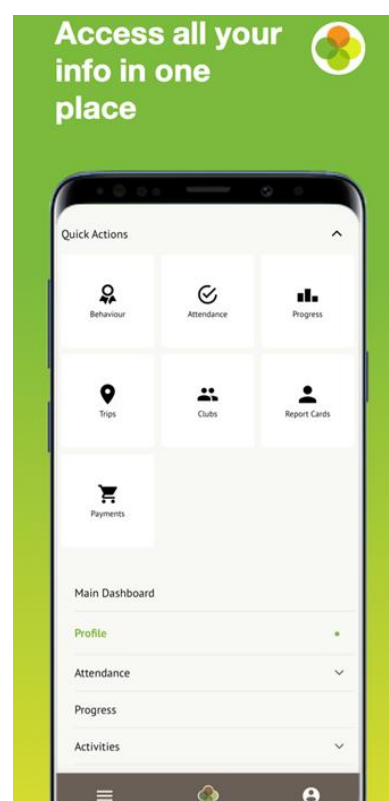 Access all your
info in one
place
Quick Actions
Behaviour
Attendance
Progress
Trips
Clubs
Report Cards
Payments
Main Dashboard
Profile
Attendance
Progress
Activities